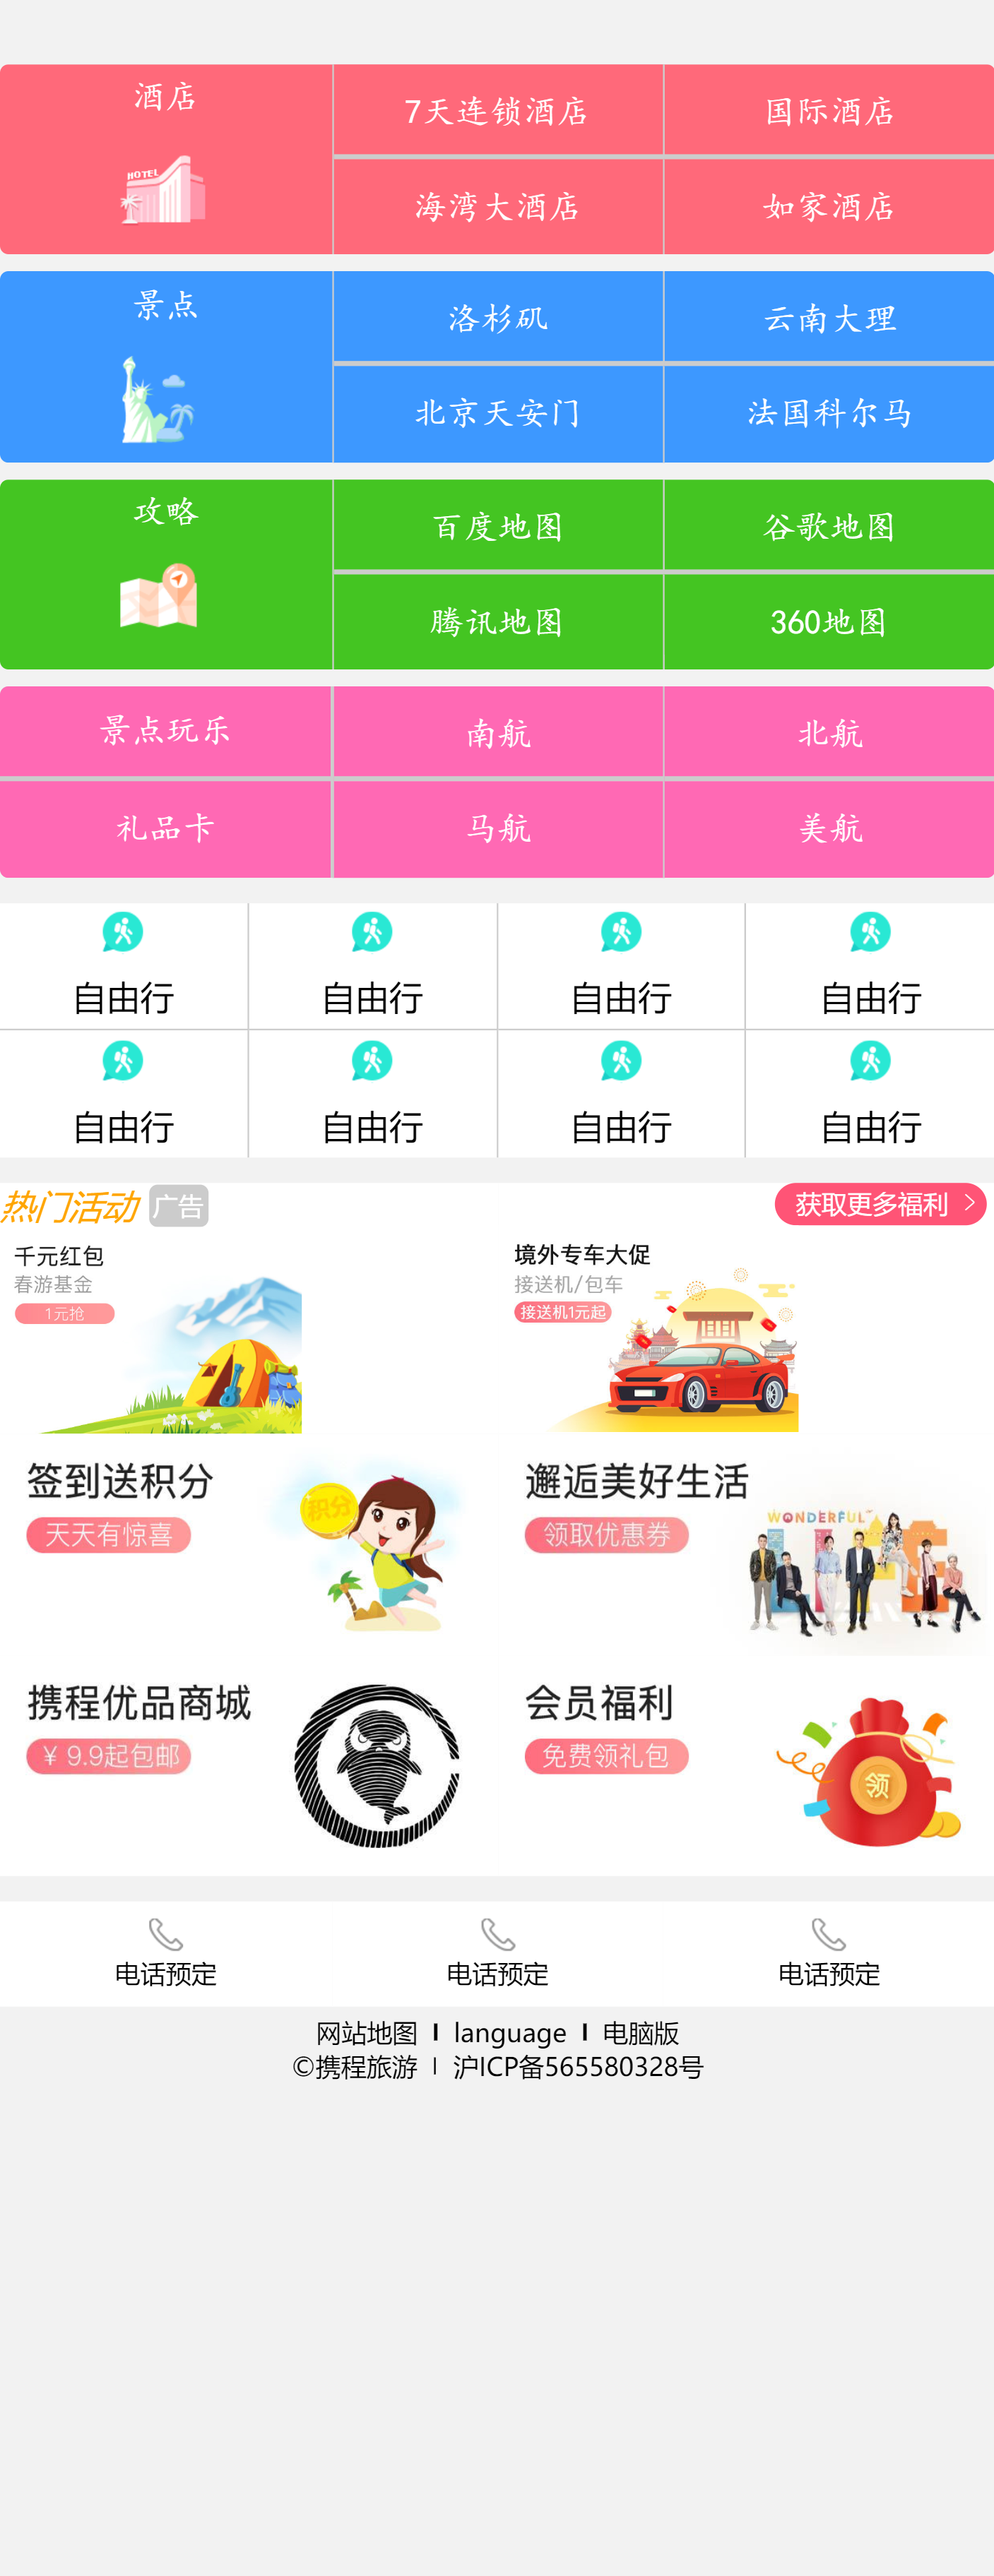 酒店
HOTEL
7天连锁酒店
国际酒店
海湾大酒店
如家酒店
景点
洛杉矶
云南大理
北京天安门
法国科尔马
攻略
百度地图
谷歌地图
腾讯地图
360地图
景点玩乐
南航
北航
礼品卡
马航
美航
自由行
自由行
自由行
自由行
自由行
自由行
自由行
自由行
热门活动 广告
获取更多福利 >
千元红包
春游基金
1元抢
境外专车大促
接送机/包车
接送机1元起
签到送积分
天天有惊喜
积分
邂逅美好生活
领取优惠券
WONDERFUL
LIFE
携程优品商城
¥ 9.9起包邮
会员福利
免费领礼包
领
电话预定
电话预定
电话预定
网站地图 I language I 电脑版
©携程旅游 I 沪ICP备565580328号